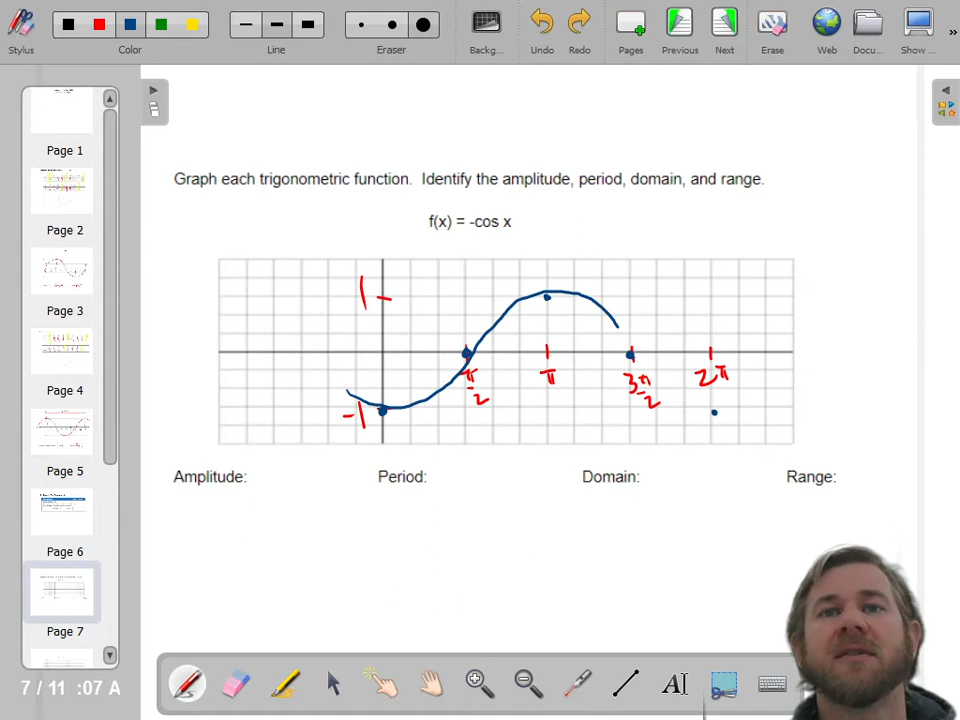 Stylus
Color
Line
Eraser
Backg...
Undo
Redo
Pages
Previous
Next
Erase
Web
Docu...
Show ...
»
Page 1
Page 2
Page 3
Page 4
Page 5
Page 6
Page 7
Graph each trigonometric function. Identify the amplitude, period, domain, and range.
f(x) = -cos x
1
-1
π/2
π
3π/2
2π
Amplitude:
Period:
Domain:
Range:
7 / 11 :07 A
A